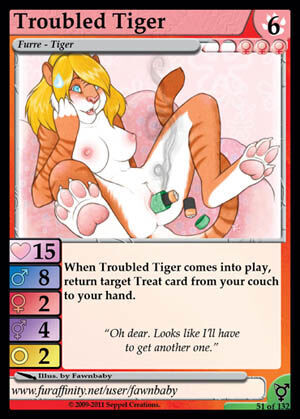 Troubled Tiger
6
Furre - Tiger
15
8
2
4
2
When Troubled Tiger comes into play,
return target Treat card from your couch
to your hand.
"Oh dear. Looks like I'll have
to get another one."
Illus. by Fawnbaby
www.furaffinity.net/user/fawnbaby
© 2009-2011 Seppel Creations.
51 of 132